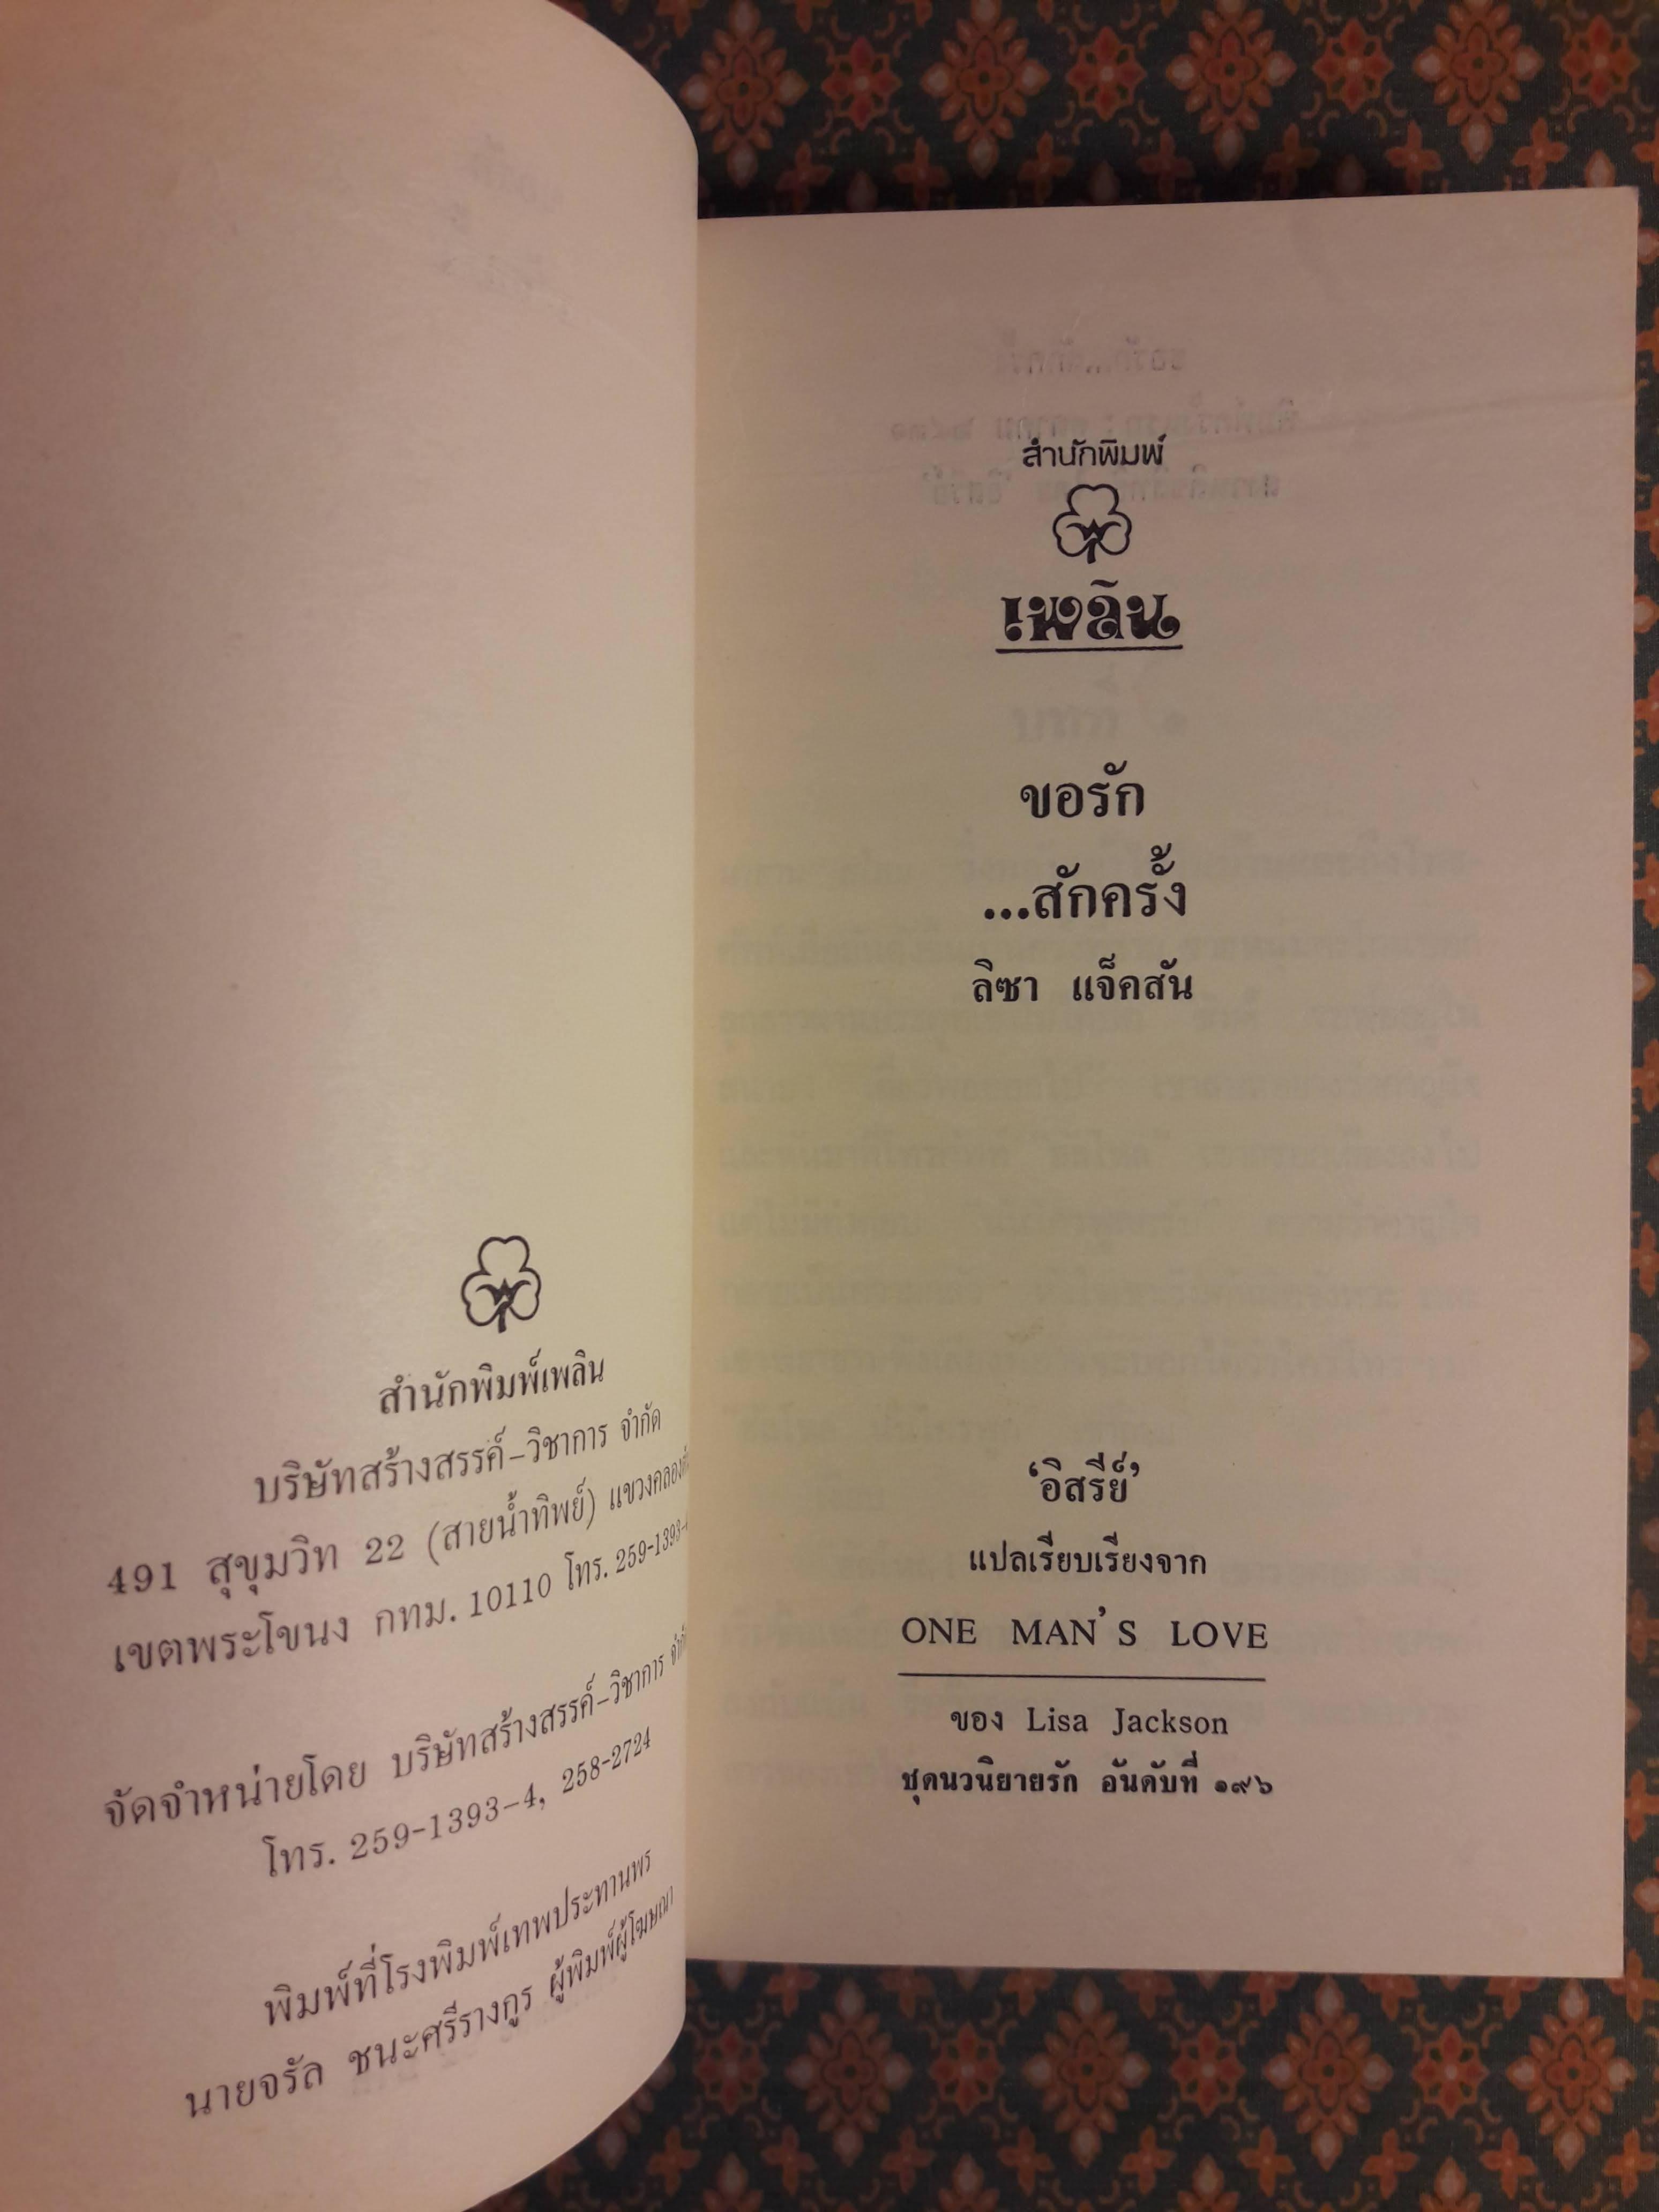 สำนักพิมพ์เพลิน
บริษัทสร้างสรรค์-วิชาการ จำกัด
491 สุขุมวิท 22 (สายน้ำทิพย์)
เขตพระโขนง กทม. 10110 โทร. 259-1393-
จัดจำหน่ายโดย บริษัทสร้างสรรค์-วิชาการ
โทร. 259-1393-4, 258-2724
พิมพ์ที่โรงพิมพ์เทพประทานพร
นายจรัล ชนะศรีรางกูร ผู้พิมพ์ผู้โฆษณา
สำนักพิมพ์
เพลิน
ขอรัก
...สักครั้ง
ลิซา แจ็คสัน
‘อิสรีย์’
แปลเรียบเรียงจาก
ONE MAN'S LOVE
ของ Lisa Jackson
ชุดนวนิยายรัก อันดับที่ ๑๙๖